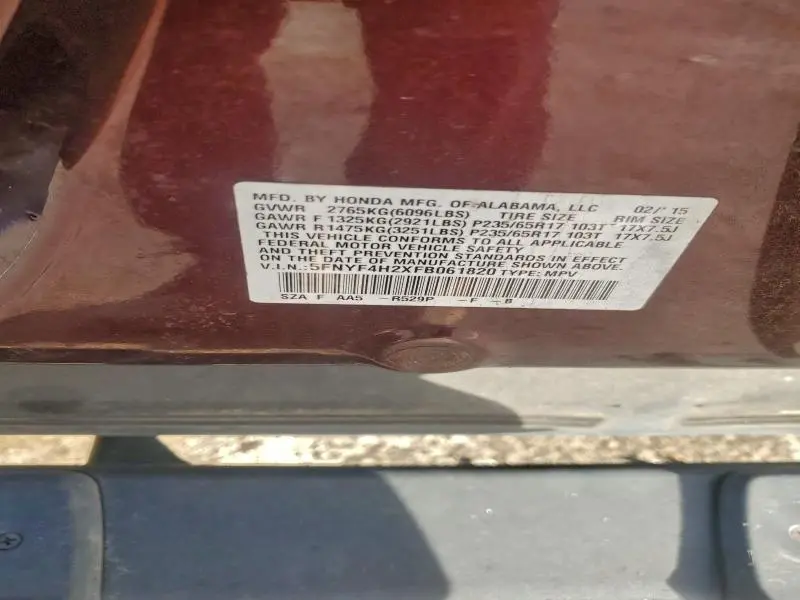 MFD. BY HONDA MFG. OF ALABAMA, LLC 02/'15
GVWR 2765KG(6096LBS) TIRE SIZE RIM SIZE
GAWR F 1325KG(2921LBS) P235/65R17 103T 17X7.5J
GAWR R1475KG(3251LBS) P235/65R17 103T 17X7.5J
THIS VEHICLE CONFORMS TO ALL APPLICABLE
FEDERAL MOTOR VEHICLE SAFETY
AND THEFT PREVENTION STANDARDS IN EFFECT
ON THE DATE OF MANUFACTURE SHOWN ABOVE.
V.I.N.:5FNYF4H2XFB061820 TYPE: MPV
SZA F AA5 -R529P -F -B